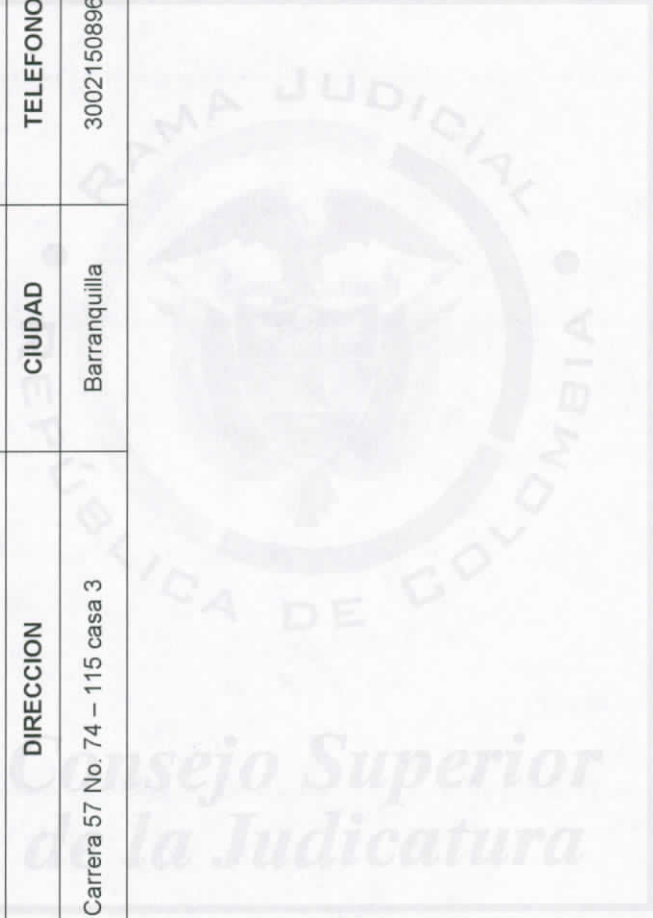 DIRECCION CIUDAD TELEFONO
Carrera 57 No. 74 – 115 casa 3 Barranquilla 3002150896
RAMA JUDICIAL
REPÚBLICA DE COLOMBIA
Consejo Superior
de la Judicatura